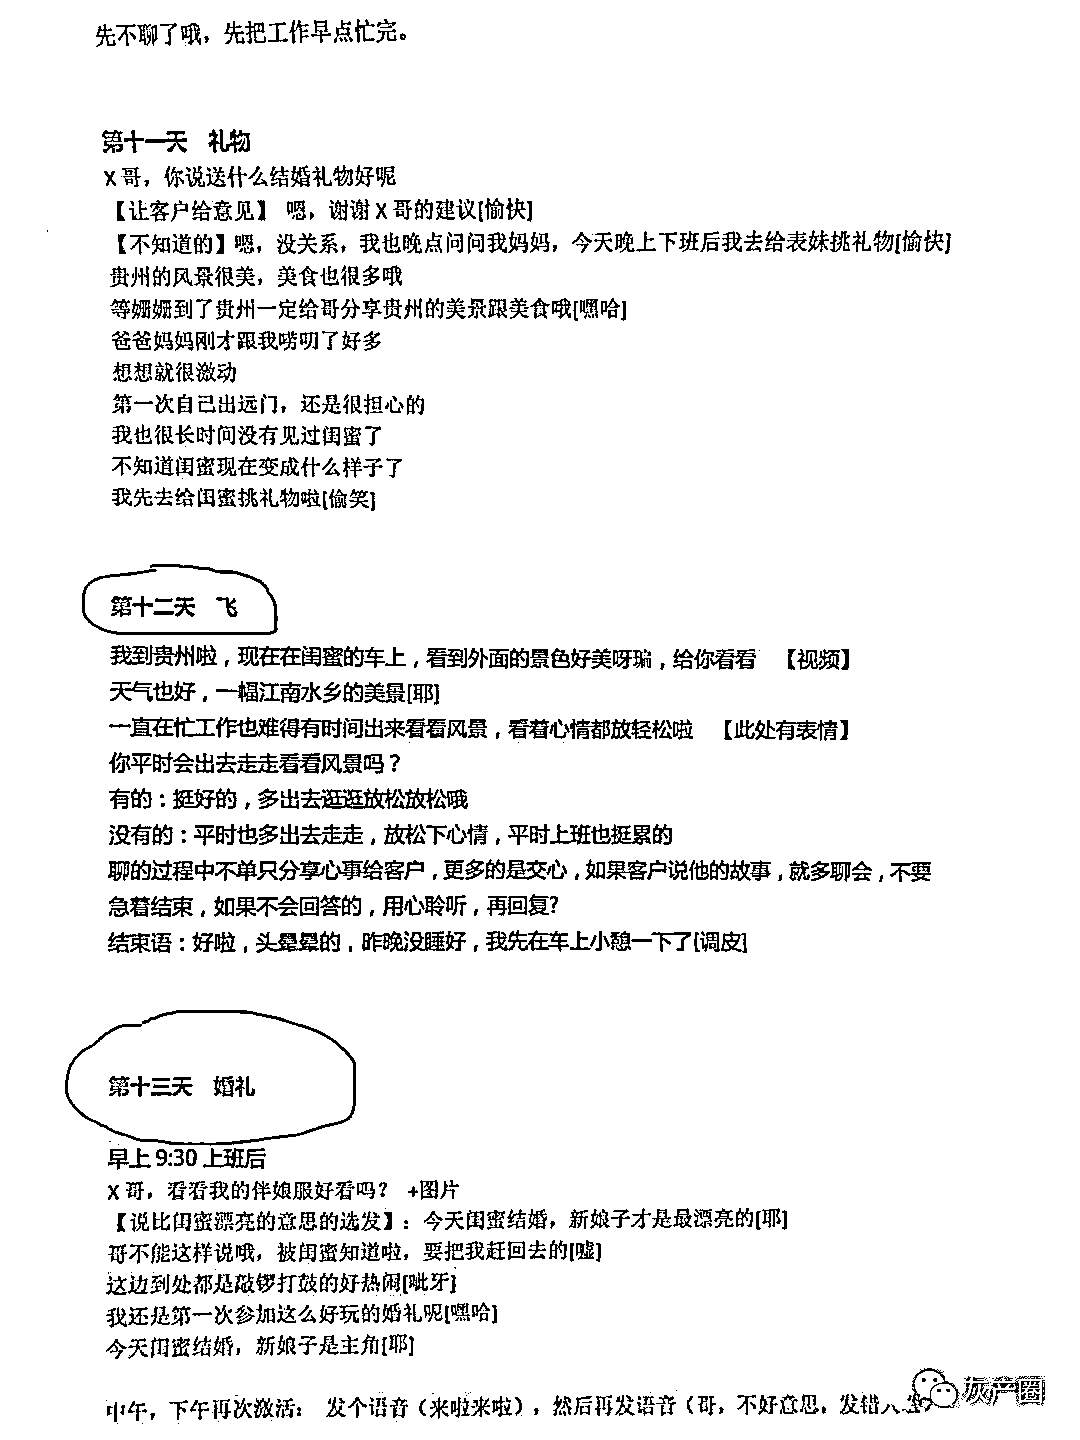 先不聊了哦，先把工作早点忙完。
第十一天 礼物
X哥，你说送什么结婚礼物好呢
【让客户给意见】 嗯，谢谢X哥的建议[愉快]
【不知道的】嗯，没关系，我也晚点问问我妈妈，今天晚上下班后我去给表妹挑礼物[愉快]
贵州的风景很美，美食也很多哦
等姗姗到了贵州一定给哥分享贵州的美景跟美食哦[嘿哈]
爸爸妈妈刚才跟我唠叨了好多
想想就很激动
第一次自己出远门，还是很担心的
我也很长时间没有见过闺蜜了
不知道闺蜜现在变成什么样子了
我先去给闺蜜挑礼物啦[偷笑]
第十二天 飞
我到贵州啦，现在在闺蜜的车上，看到外面的景色好美呀瑞，给你看看 【视频】
天气也好，一幅江南水乡的美景[耶]
一直在忙工作也难得有时间出来看看风景，看着心情都放轻松啦 【此处有表情】
你平时会出去走走看看风景吗？
有的：挺好的，多出去逛逛放松放松哦
没有的：平时也多出去走走，放松下心情，平时上班也挺累的
聊的过程中不单只分享心事给客户，更多的是交心，如果客户说他的故事，就多聊会，不要
急着结束，如果不会回答的，用心聆听，再回复?
结束语：好啦，头晕晕的，昨晚没睡好，我先在车上小憩一下了[调皮]
第十三天 婚礼
早上 9:30 上班后
X哥，看看我的伴娘服好看吗？ +图片
【说比闺蜜漂亮的意思的选发】：今天闺蜜结婚，新娘子才是最漂亮的[耶]
哥不能这样说哦，被闺蜜知道啦，要把我赶回去的[嘘]
这边到处都是敲锣打鼓的好热闹[呲牙]
我还是第一次参加这么好玩的婚礼呢[嘿哈]
今天闺蜜结婚，新娘子是主角[耶]
中午，下午再次激活： 发个语音（来啦来啦），然后再发语音（哥，不好意思，发错人
灰产圈